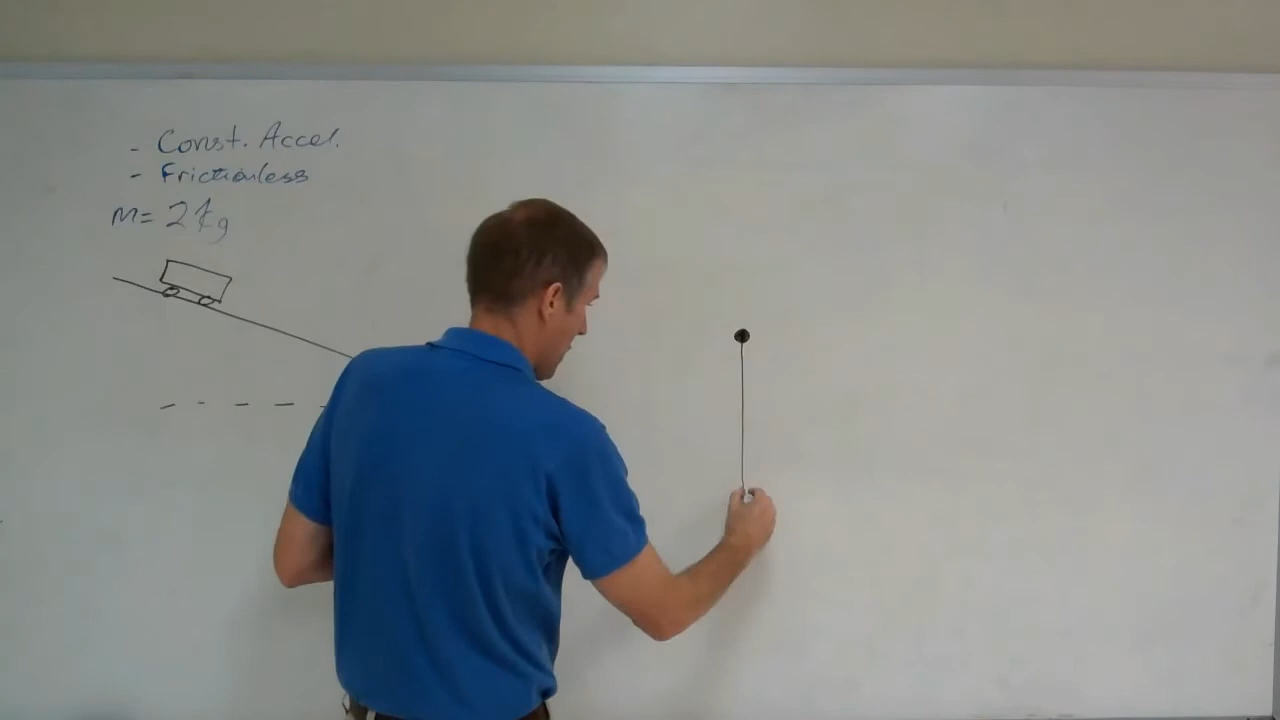 - Const. Accel.
- Frictionless
m= 2kg